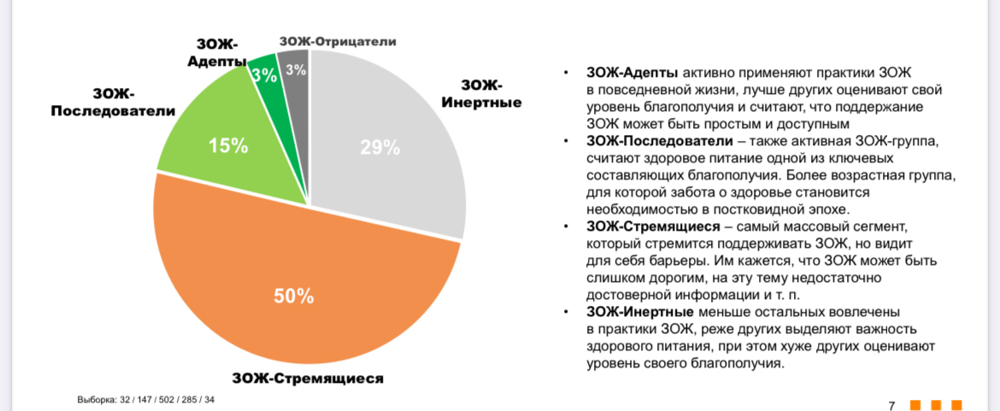 ЗОЖ-
Адепты
ЗОЖ-Отрицатели
ЗОЖ-
Последователи
ЗОЖ-
Инертные
3%
3%
15%
29%
50%
ЗОЖ-Стремящиеся
Выборка: 32 / 147 / 502 / 285 / 34
• ЗОЖ-Адепты активно применяют практики ЗОЖ
в повседневной жизни, лучше других оценивают свой
уровень благополучия и считают, что поддержание
ЗОЖ может быть простым и доступным
• ЗОЖ-Последователи – также активная ЗОЖ-группа,
считают здоровое питание одной из ключевых
составляющих благополучия. Более возрастная группа,
для которой забота о здоровье становится
необходимостью в постковидной эпохе.
• ЗОЖ-Стремящиеся – самый массовый сегмент,
который стремится поддерживать ЗОЖ, но видит
для себя барьеры. Им кажется, что ЗОЖ может быть
слишком дорогим, на эту тему недостаточно
достоверной информации и т. п.
• ЗОЖ-Инертные меньше остальных вовлечены
в практики ЗОЖ, реже других выделяют важность
здорового питания, при этом хуже других оценивают
уровень своего благополучия.
7